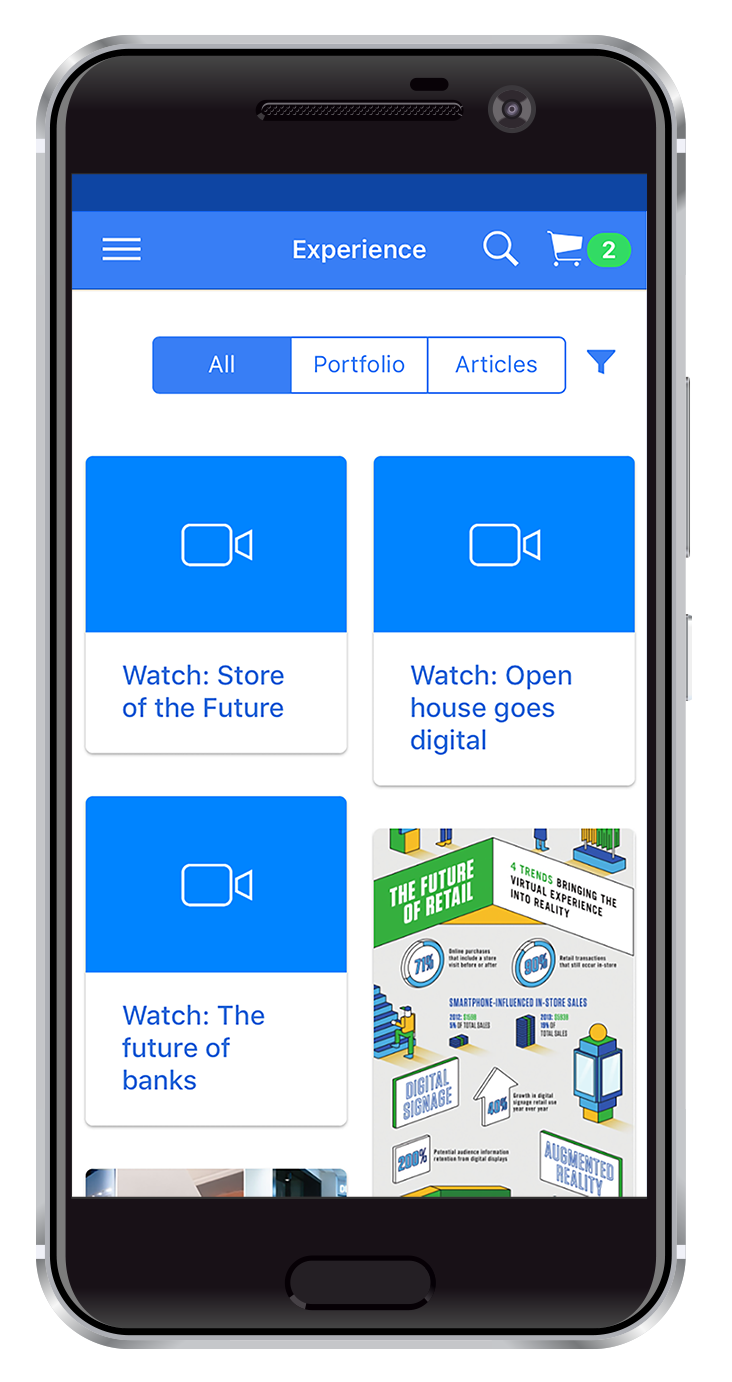 Experience
2
All
Portfolio
Articles
Watch: Store
of the Future
Watch: Open
house goes
digital
Watch: The
future of
banks
THE FUTURE
OF RETAIL
4 TRENDS BRINGING THE
VIRTUAL EXPERIENCE
INTO REALITY
71%
Online purchases
that include a store
visit before or after
90%
Retail transactions
that still occur in-store
SMARTPHONE-INFLUENCED IN-STORE SALES
2012: $159B
5% OF TOTAL SALES
2013: $593B
19% OF
TOTAL SALES
DIGITAL
SIGNAGE
40%
Growth in digital
signage retail use
year over year
200%
Potential audience information
retention from digital displays
AUGMENTED
REALITY